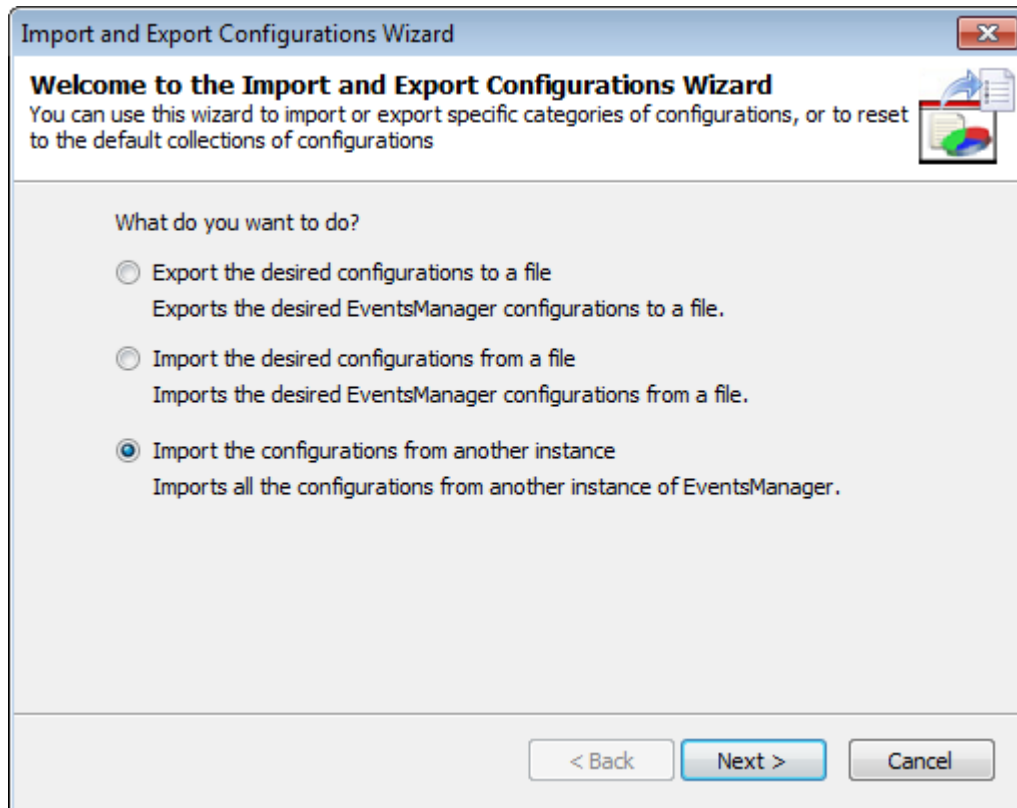 Import and Export Configurations Wizard
Welcome to the Import and Export Configurations Wizard
You can use this wizard to import or export specific categories of configurations, or to reset
to the default collections of configurations
What do you want to do?
Export the desired configurations to a file
Exports the desired EventsManager configurations to a file.
Import the desired configurations from a file
Imports the desired EventsManager configurations from a file.
Import the configurations from another instance
Imports all the configurations from another instance of EventsManager.
< Back
Next >
Cancel